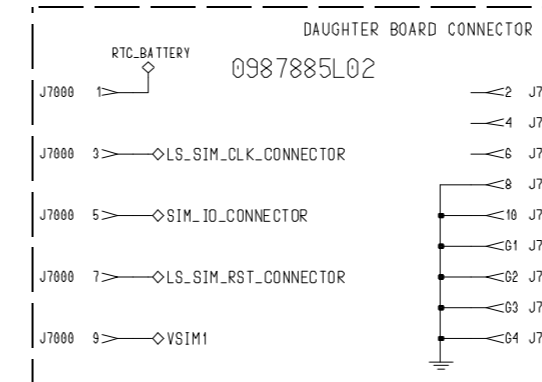 DAUGHTER BOARD CONNECTOR
RTC_BATTERY
0987885L02
J7000 1 2 J7
4 J7
J7000 3 LS_SIM_CLK_CONNECTOR 6 J7
8 J7
J7000 5 SIM_IO_CONNECTOR 10 J7
G1 J7
J7000 7 LS_SIM_RST_CONNECTOR G2 J7
G3 J7
J7000 9 VSIM1 G4 J7